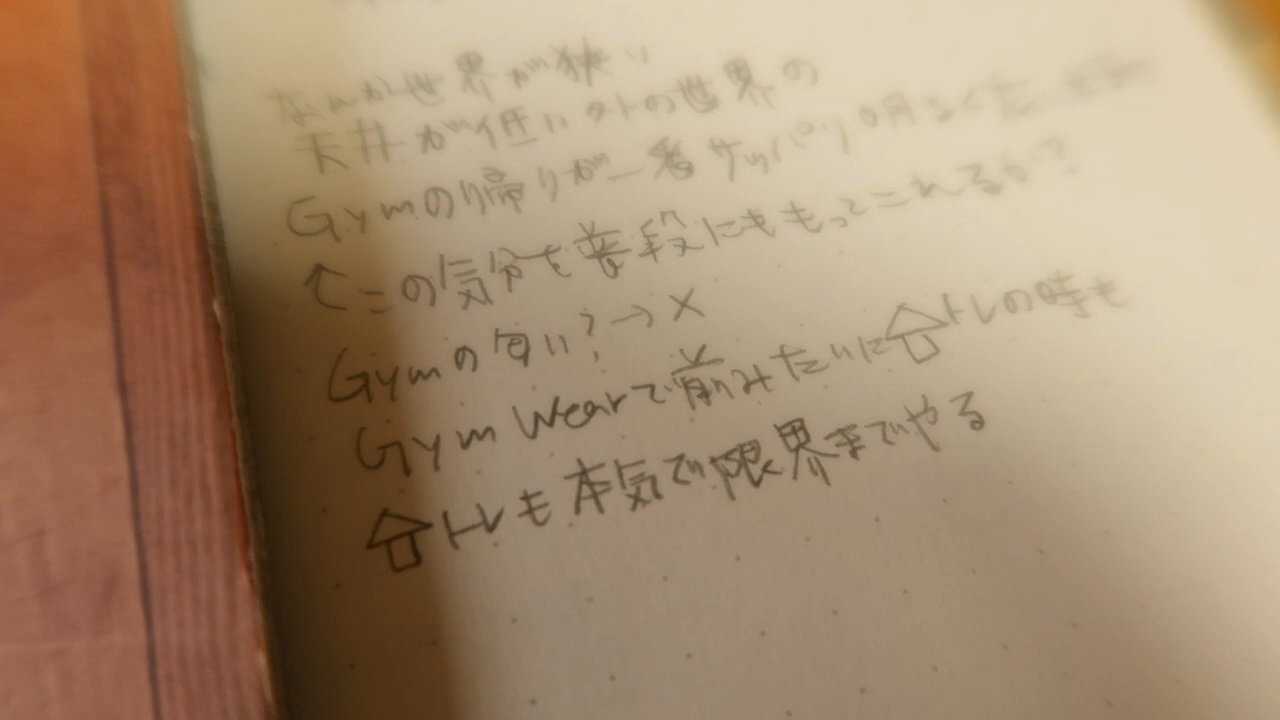 なんか世界が狭い
天井が低い 外の世界の
Gymの帰りが一番サッパリ明るく
↑この気分を普段にももってこれるか?
Gymの匂い?→×
Gym Wearで前みたいに トレの時も
トレも本気で限界までやる